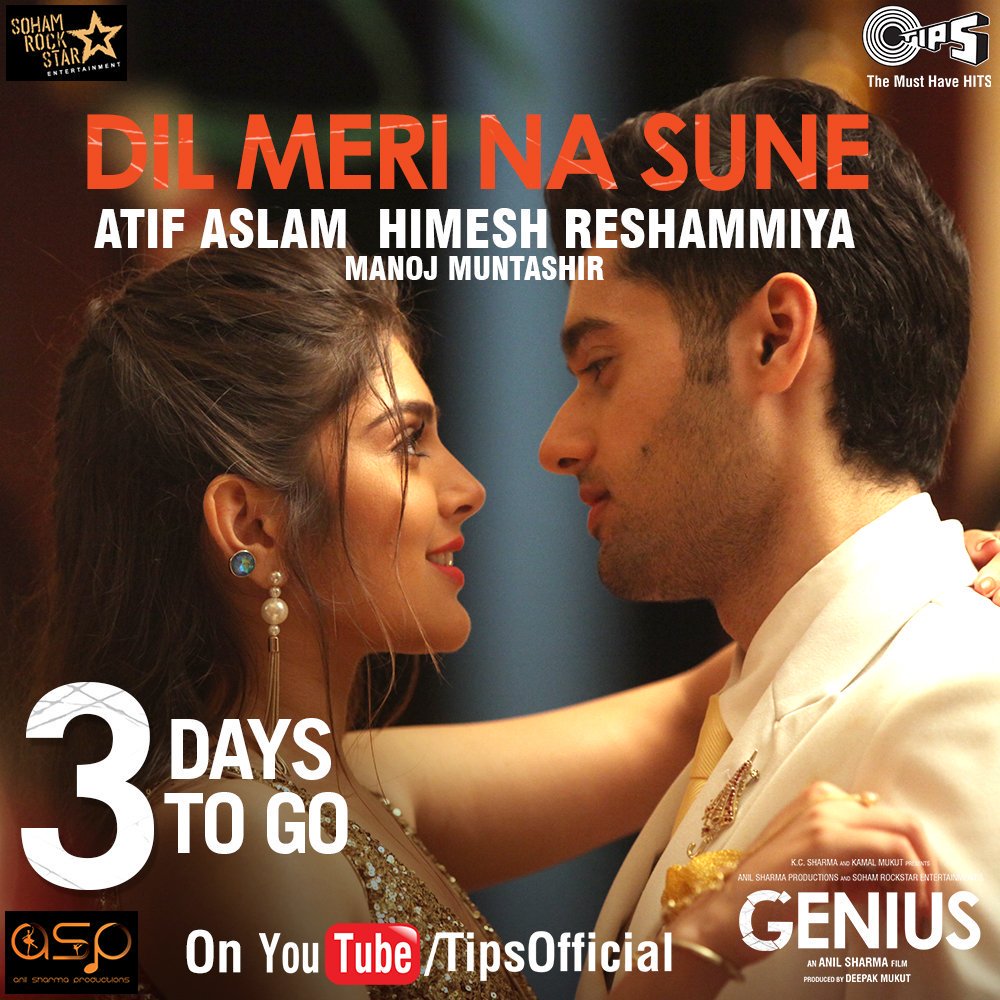 SOHAM
ROCK
STAR
ENTERTAINMENT
TIPS
The Must Have HITS
DIL MERI NA SUNE
ATIF ASLAM HIMESH RESHAMMIYA
MANOJ MUNTASHIR
3 DAYS
TO GO
K.C. SHARMA AND KAMAL MUKUT PRESENTS
ANIL SHARMA PRODUCTIONS AND SOHAM ROCKSTAR ENTERTAINMENT'S
GENIUS
AN ANIL SHARMA FILM
PRODUCED BY DEEPAK MUKUT
asp
anil sharma productions
On YouTube/TipsOfficial